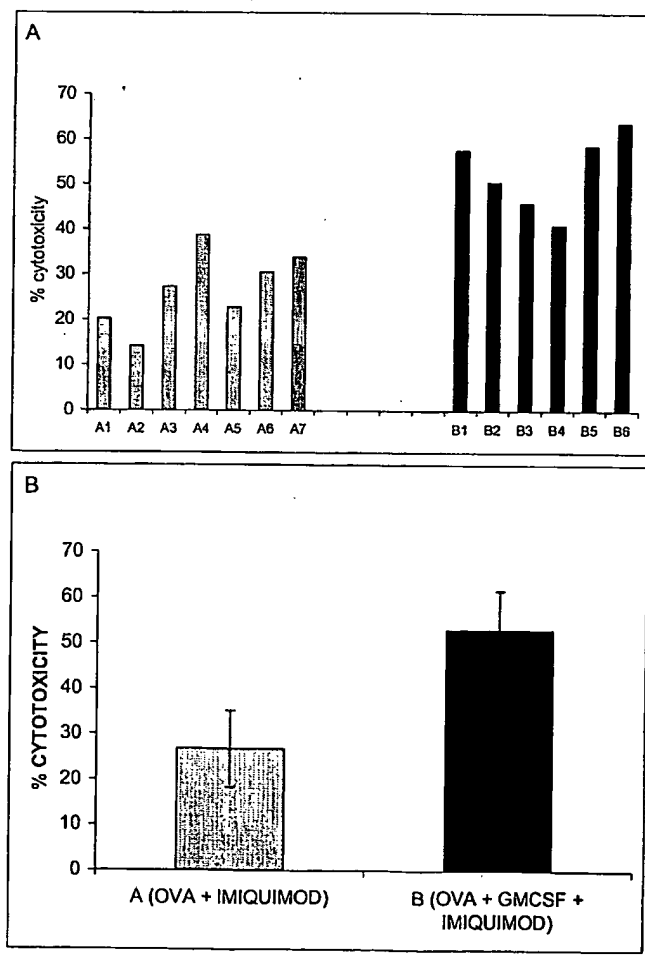 A
% cytotoxicity
70
60
50
40
30
20
10
0
A1 A2 A3 A4 A5 A6 A7 B1 B2 B3 B4 B5 B6
B
% CYTOTOXICITY
70
60
50
40
30
20
10
0
A (OVA + IMIQUIMOD) B (OVA + GMCSF +
IMIQUIMOD)